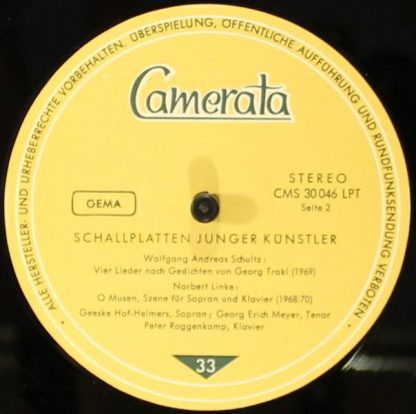 ALLE HERSTELLER- UND URHEBERRECHTE VORBEHALTEN. ÜBERSPIELUNG, ÖFFENTLICHE AUFFÜHRUNG UND RUNDFUNKSENDUNG VERBOTEN
Camerata
STEREO
CMS 30046 LPT
Seite 2
GEMA
SCHALLPLATTEN JUNGER KÜNSTLER
Wolfgang Andreas Schultz:
Vier Lieder nach Gedichten von Georg Trakl (1969)
Norbert Linke:
O Musen, Szene für Sopran und Klavier (1968/70)
Geeske Hof-Helmers, Sopran; Georg Erich Meyer, Tenor
Peter Roggenkamp, Klavier
33